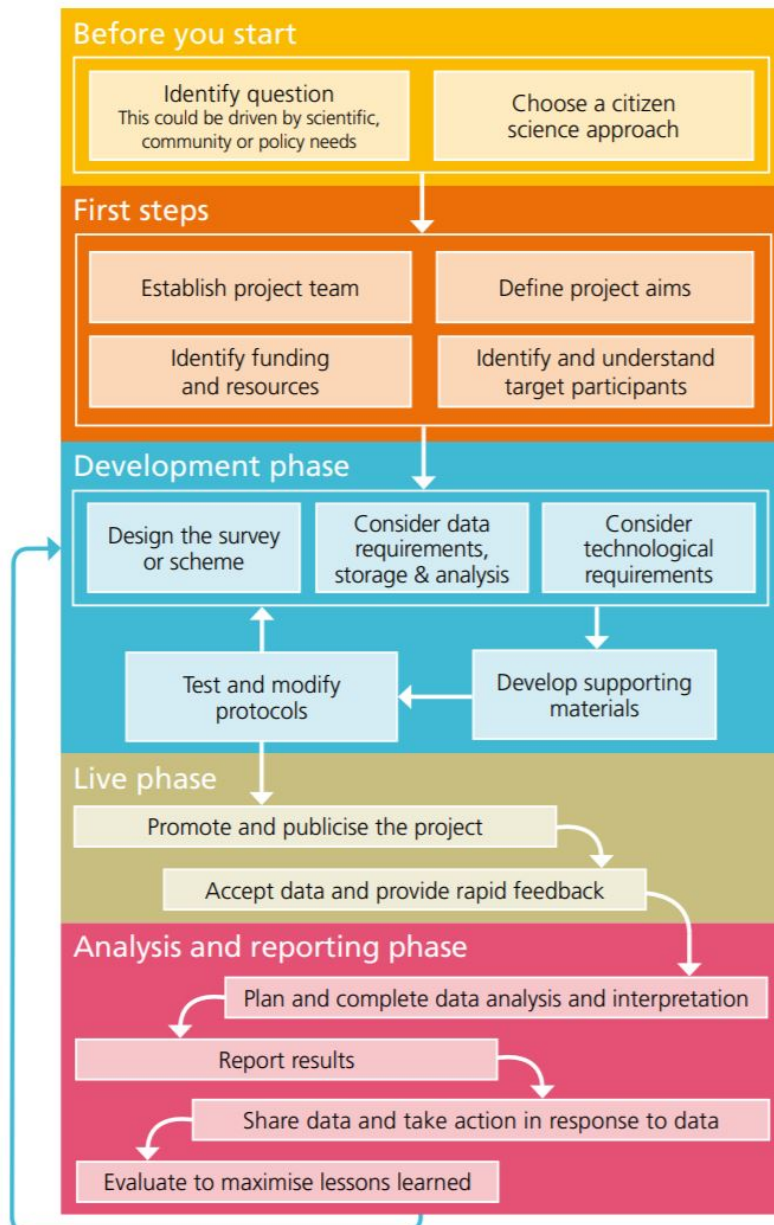 Before you start
Identify question
This could be driven by scientific,
community or policy needs
Choose a citizen
science approach
First steps
Establish project team
Define project aims
Identify funding
and resources
Identify and understand
target participants
Development phase
Design the survey
or scheme
Consider data
requirements,
storage & analysis
Consider
technological
requirements
Test and modify
protocols
Develop supporting
materials
Live phase
Promote and publicise the project
Accept data and provide rapid feedback
Analysis and reporting phase
Plan and complete data analysis and interpretation
Report results
Share data and take action in response to data
Evaluate to maximise lessons learned